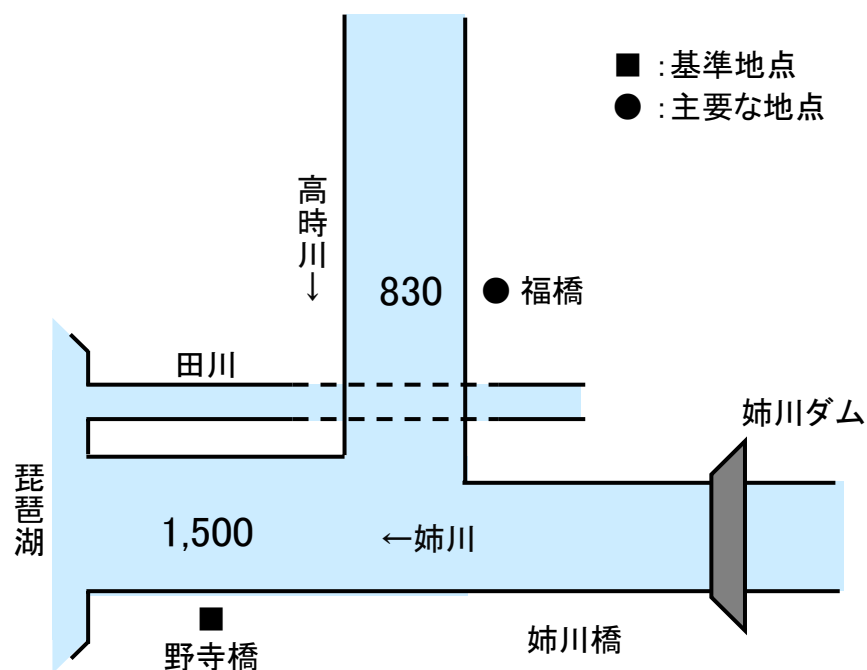 ■：基準地点
●：主要な地点
高時川↓
830
●福橋
田川
姉川ダム
琵琶湖
1,500
←姉川
■
野寺橋
姉川橋